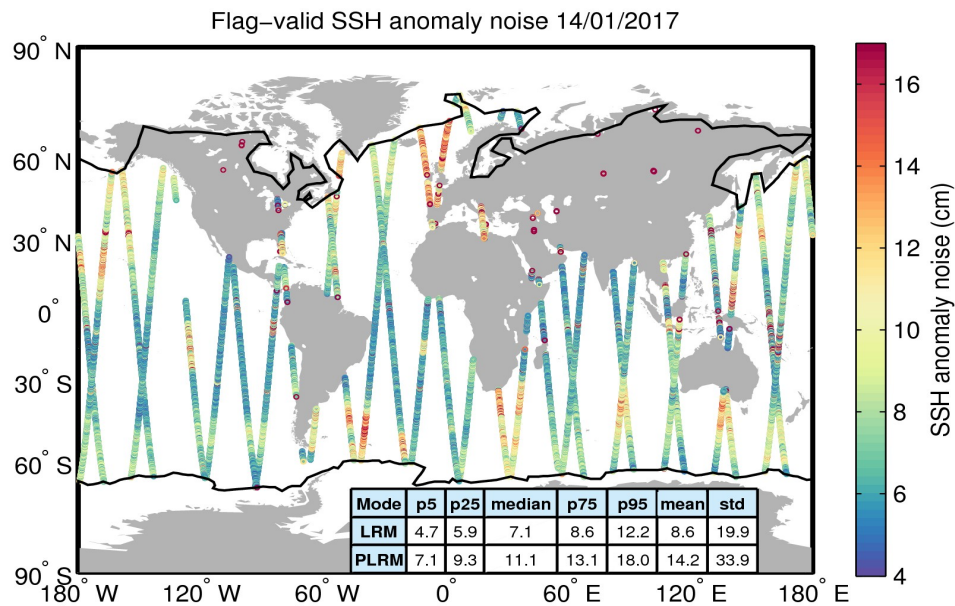 Flag−valid SSH anomaly noise 14/01/2017
90° N
60° N
30° N
0°
30° S
60° S
90° S
180° W
120° W
60° W
0°
60° E
120° E
180° E
Mode p5 p25 median p75 p95 mean std
LRM 4.7 5.9 7.1 8.6 12.2 8.6 19.9
PLRM 7.1 9.3 11.1 13.1 18.0 14.2 33.9
16
14
12
10
8
6
4
SSH anomaly noise (cm)